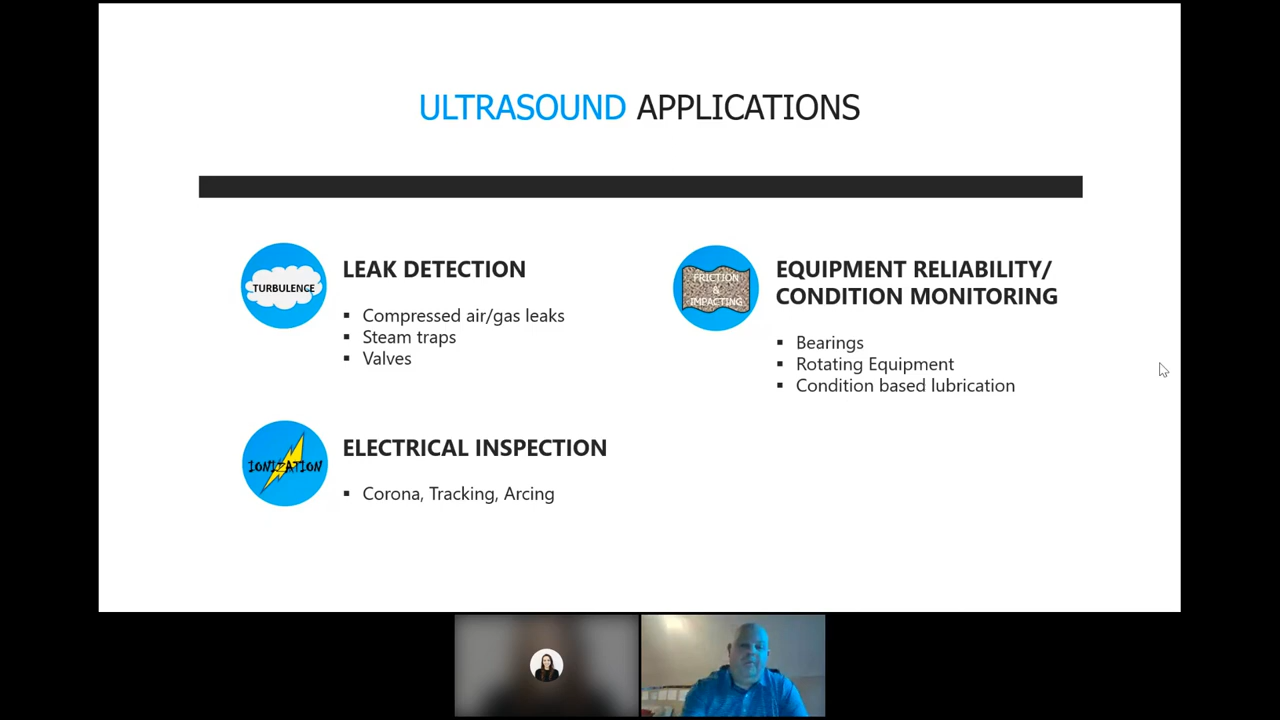 ULTRASOUND APPLICATIONS
TURBULENCE
LEAK DETECTION
▪ Compressed air/gas leaks
▪ Steam traps
▪ Valves
IONIZATION
ELECTRICAL INSPECTION
▪ Corona, Tracking, Arcing
FRICTION
&
IMPACTING
EQUIPMENT RELIABILITY/
CONDITION MONITORING
▪ Bearings
▪ Rotating Equipment
▪ Condition based lubrication